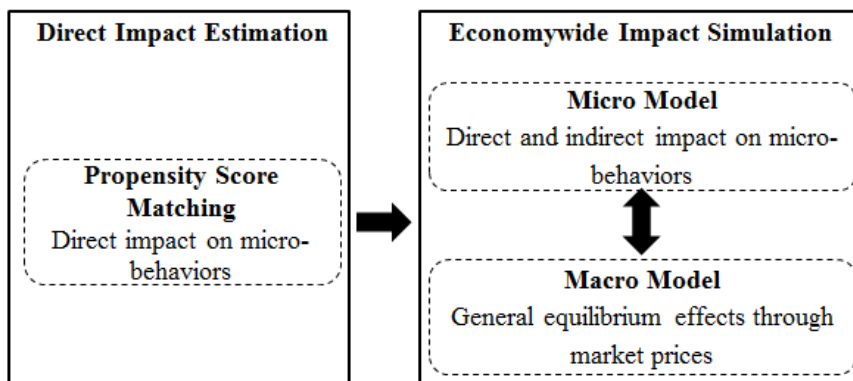 Direct Impact Estimation
Propensity Score
Matching
Direct impact on micro-
behaviors
Economywide Impact Simulation
Micro Model
Direct and indirect impact on micro-
behaviors
Macro Model
General equilibrium effects through
market prices